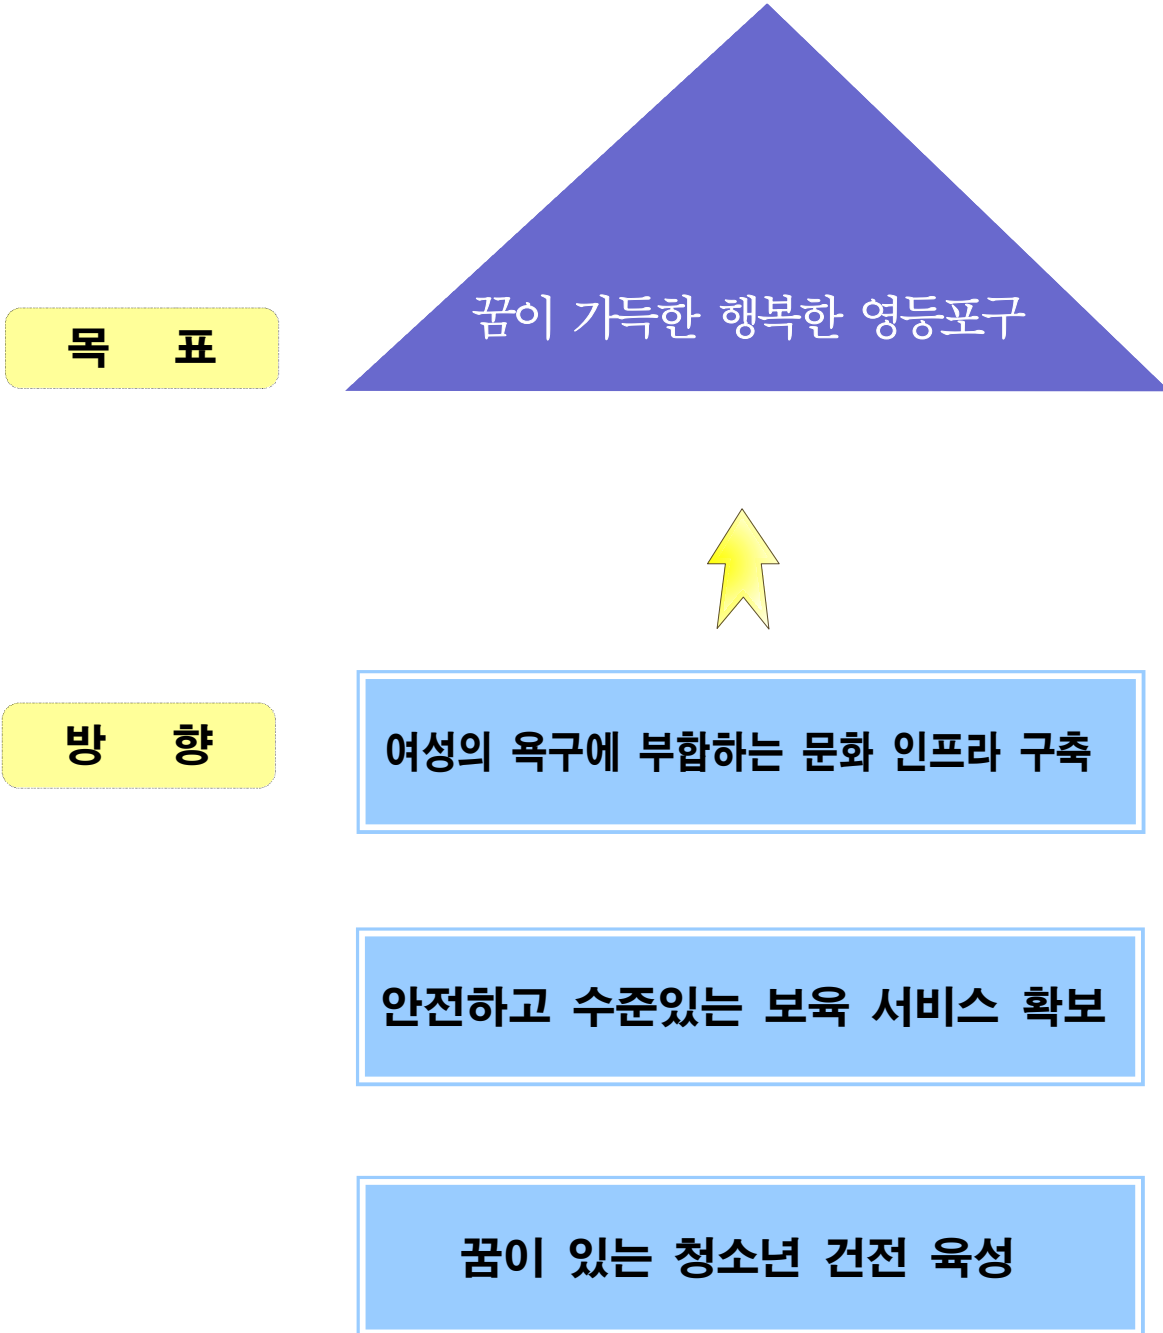 꿈이 가득한 행복한 영등포구
목 표
방 향
여성의 욕구에 부합하는 문화 인프라 구축
안전하고 수준있는 보육 서비스 확보
꿈이 있는 청소년 건전 육성